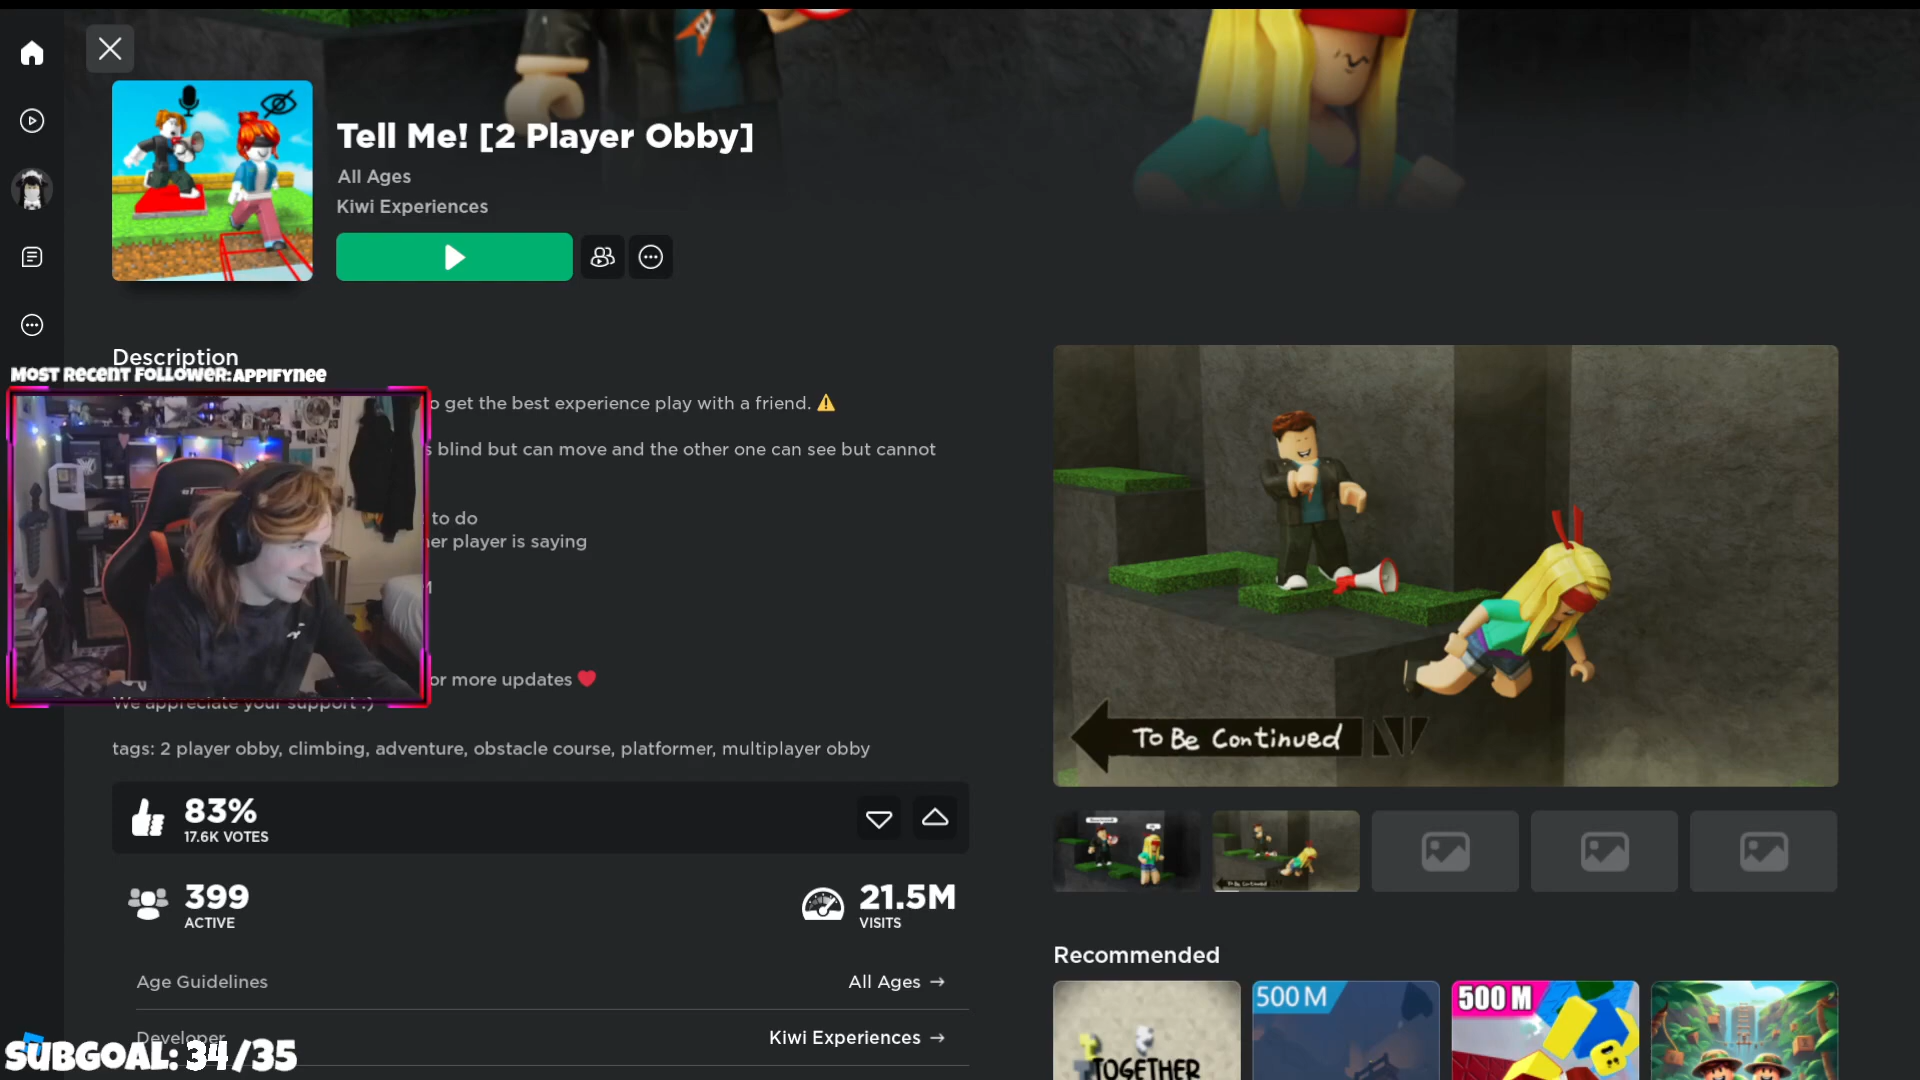 Tell Me! [2 Player Obby]
All Ages
Kiwi Experiences
Description
MOST RECENT FOLLOWER:APPIFYNEE
get the best experience play with a friend. ⚠️
blind but can move and the other one can see but cannot
to do
player is saying
or more updates ❤️
We appreciate your support :)
tags: 2 player obby, climbing, adventure, obstacle course, platformer, multiplayer obby
83%
17.6K VOTES
399
ACTIVE
21.5M
VISITS
Age Guidelines
All Ages →
Developer
Kiwi Experiences →
SUBGOAL: 34/35
To Be Continued
Recommended
TOGETHER
500 M
500 M